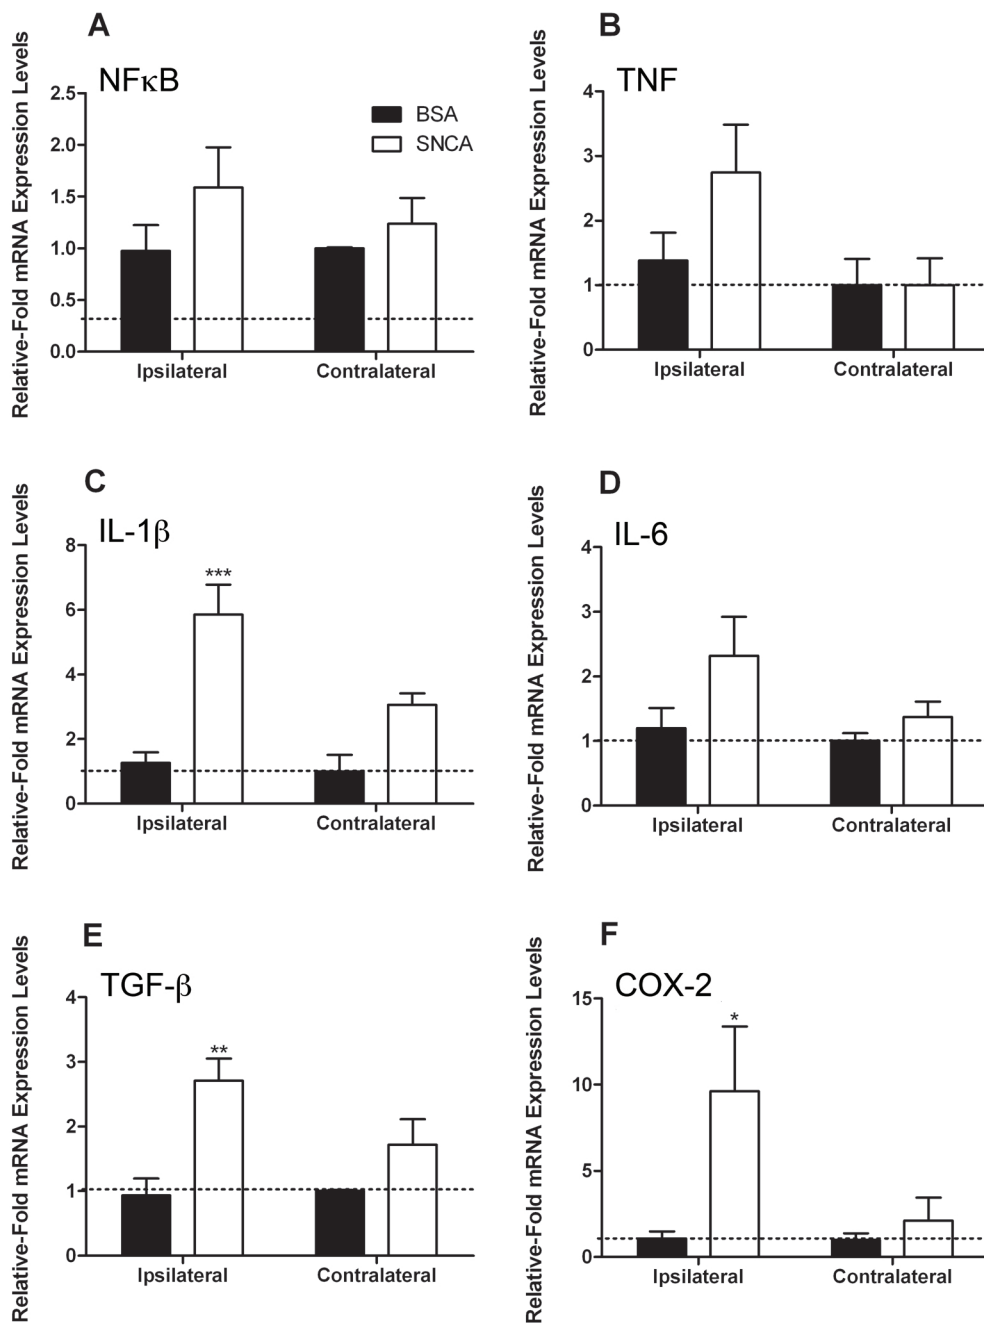 A
B
NFκB
TNF
Relative-Fold mRNA Expression Levels
2.5
2.0
1.5
1.0
0.5
0.0
BSA
SNCA
Ipsilateral
Contralateral
Relative-Fold mRNA Expression Levels
4
3
2
1
0
Ipsilateral
Contralateral
C
D
IL-1β
IL-6
Relative-Fold mRNA Expression Levels
8
6
4
2
0
***
Ipsilateral
Contralateral
Relative-Fold mRNA Expression Levels
4
3
2
1
0
Ipsilateral
Contralateral
E
F
TGF-β
COX-2
Relative-Fold mRNA Expression Levels
4
3
2
1
0
**
Ipsilateral
Contralateral
Relative-Fold mRNA Expression Levels
15
10
5
0
*
Ipsilateral
Contralateral